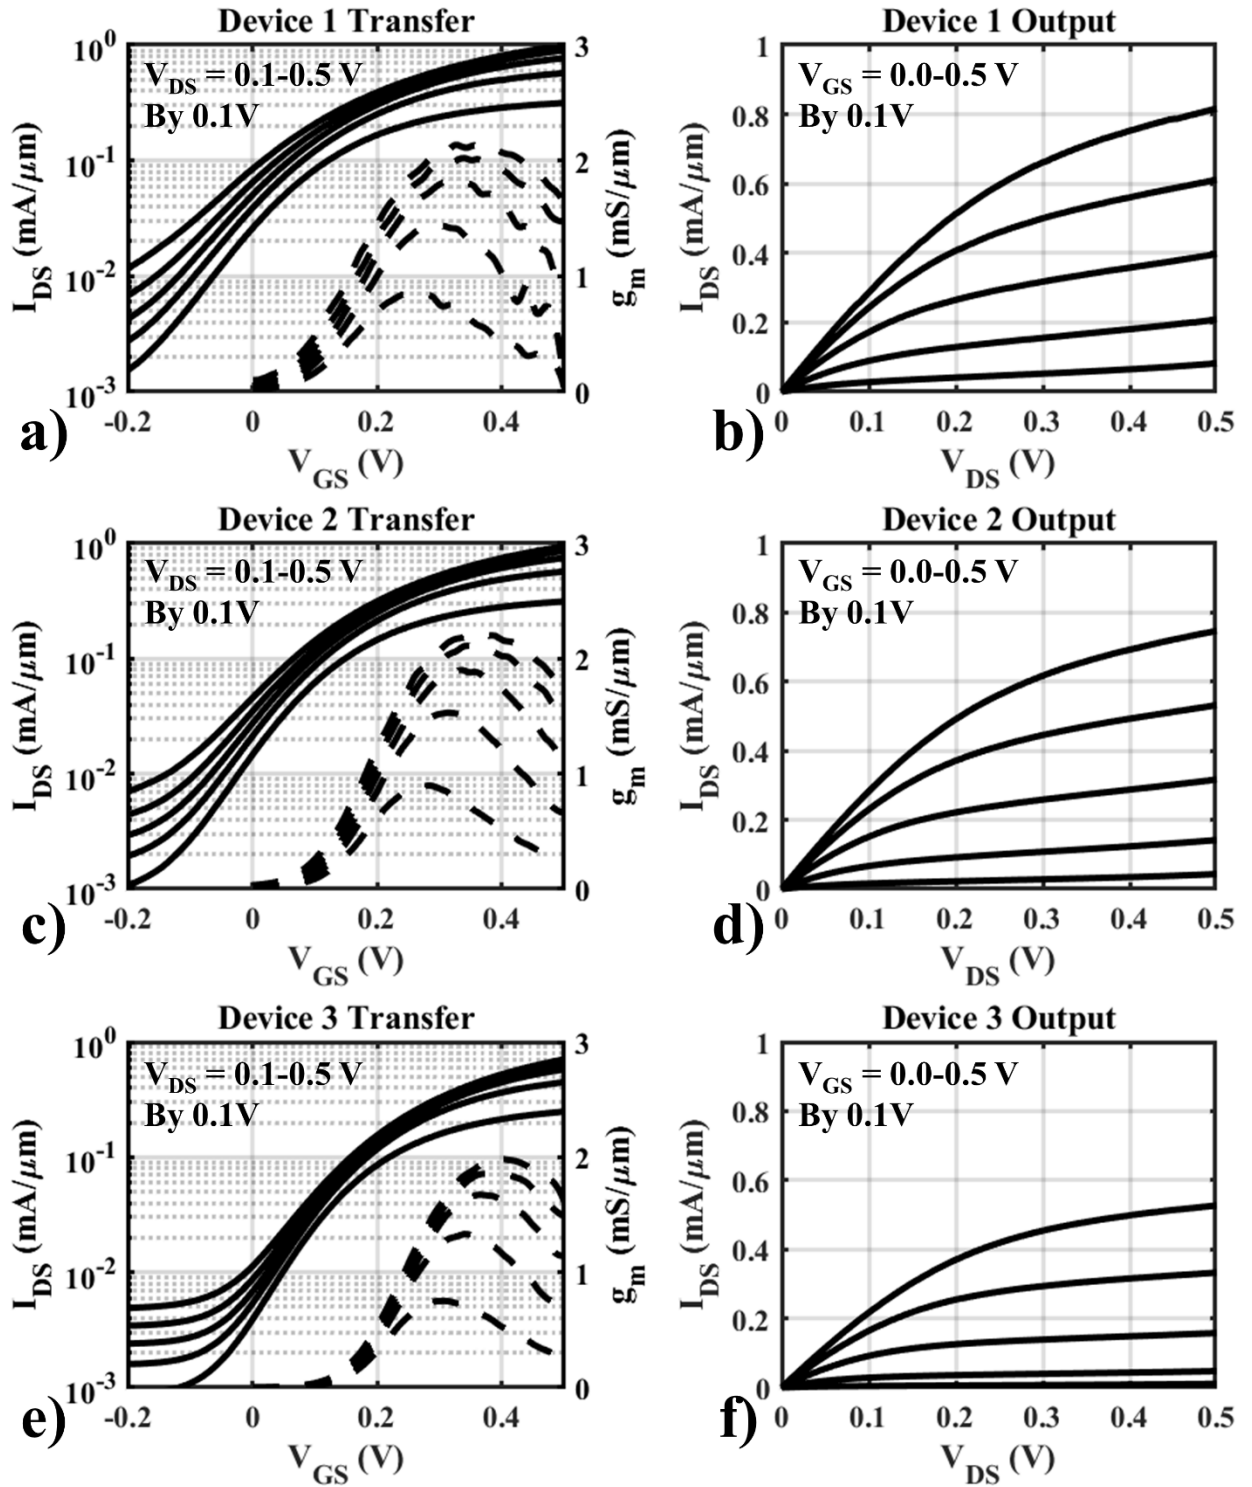 Device 1 Transfer
V_DS = 0.1-0.5 V
By 0.1V
10^0
10^-1
10^-2
10^-3
I_DS (mA/μm)
3
2
1
0
g_m (mS/μm)
-0.2 0 0.2 0.4
V_GS (V)
a)
Device 1 Output
V_GS = 0.0-0.5 V
By 0.1V
1
0.8
0.6
0.4
0.2
0
I_DS (mA/μm)
0 0.1 0.2 0.3 0.4 0.5
V_DS (V)
b)
Device 2 Transfer
V_DS = 0.1-0.5 V
By 0.1V
10^0
10^-1
10^-2
10^-3
I_DS (mA/μm)
3
2
1
0
g_m (mS/μm)
-0.2 0 0.2 0.4
V_GS (V)
c)
Device 2 Output
V_GS = 0.0-0.5 V
By 0.1V
1
0.8
0.6
0.4
0.2
0
I_DS (mA/μm)
0 0.1 0.2 0.3 0.4 0.5
V_DS (V)
d)
Device 3 Transfer
V_DS = 0.1-0.5 V
By 0.1V
10^0
10^-1
10^-2
10^-3
I_DS (mA/μm)
3
2
1
0
g_m (mS/μm)
-0.2 0 0.2 0.4
V_GS (V)
e)
Device 3 Output
V_GS = 0.0-0.5 V
By 0.1V
1
0.8
0.6
0.4
0.2
0
I_DS (mA/μm)
0 0.1 0.2 0.3 0.4 0.5
V_DS (V)
f)